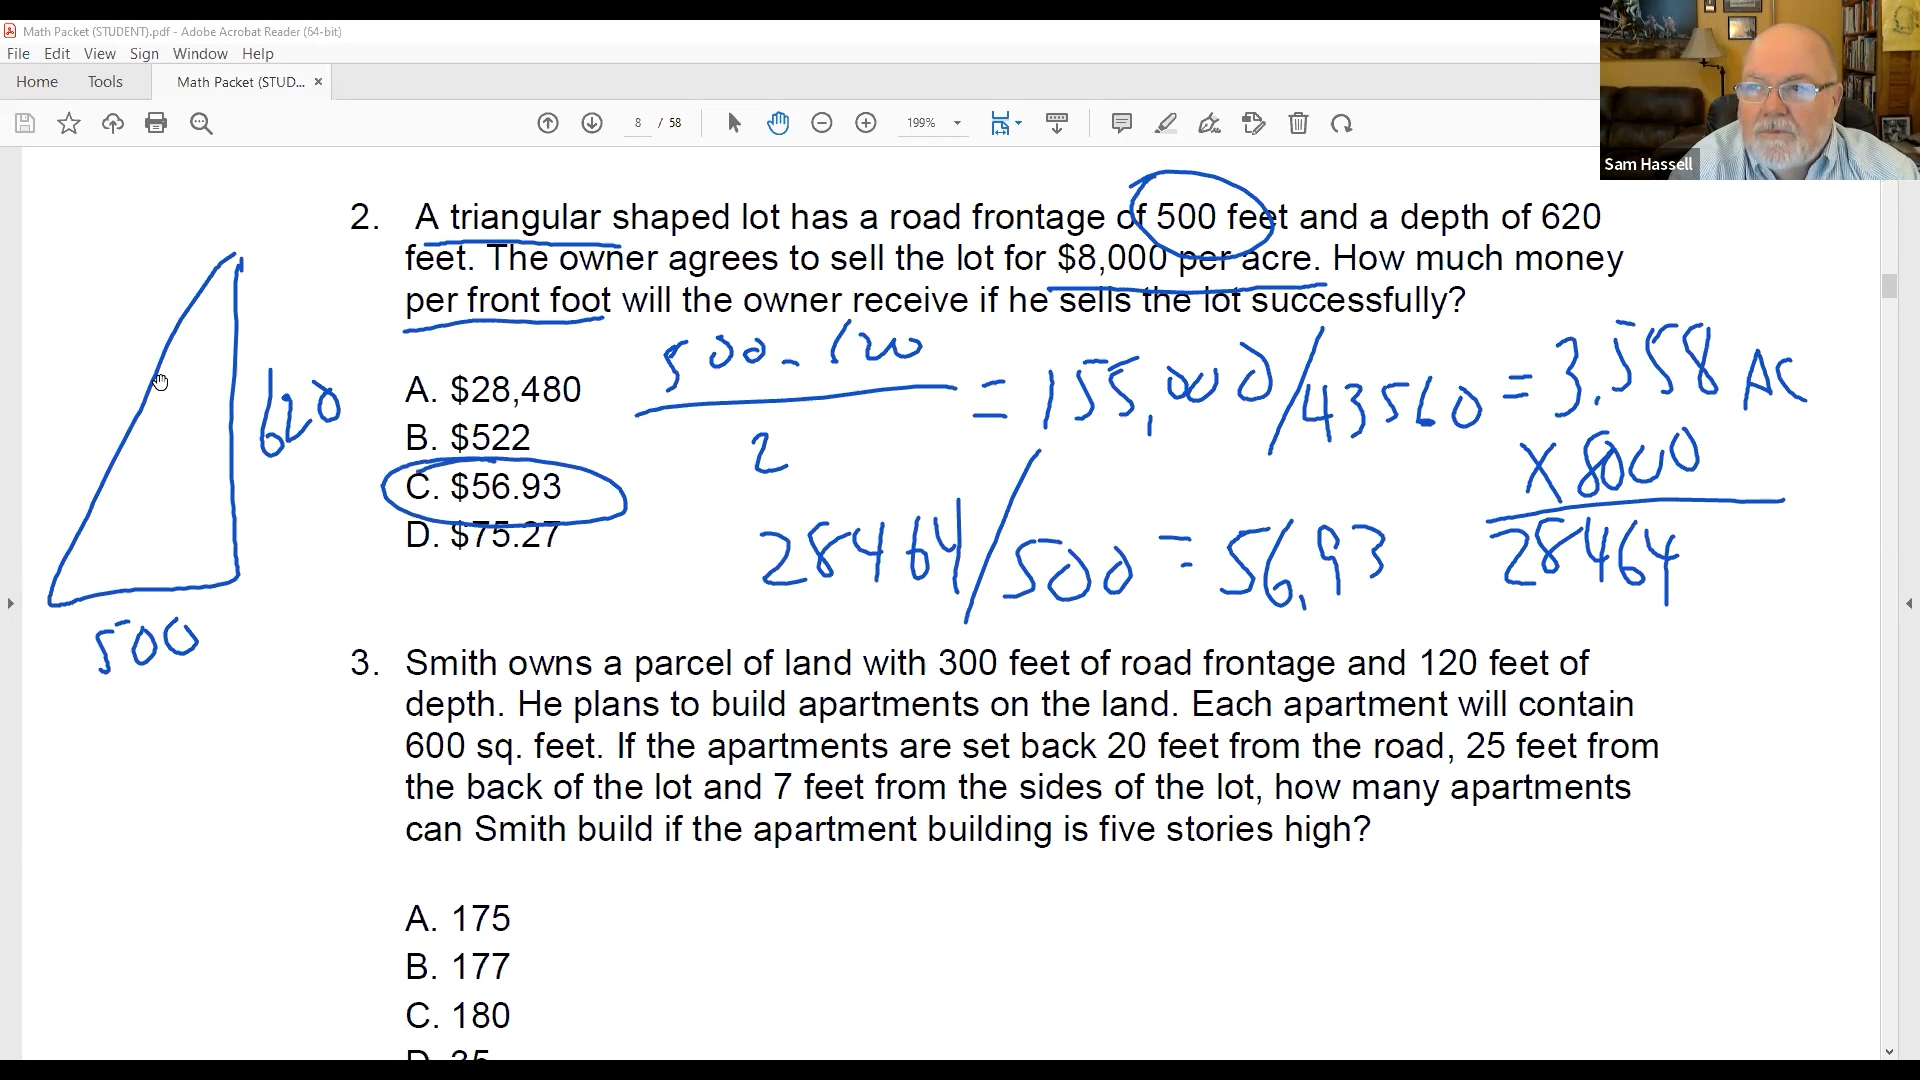 Math Packet (STUDENT).pdf - Adobe Acrobat Reader (64-bit)
File Edit View Sign Window Help
Home Tools Math Packet (STUD... ×
8 / 58 199%
Sam Hassell
2. A triangular shaped lot has a road frontage of 500 feet and a depth of 620
feet. The owner agrees to sell the lot for $8,000 per acre. How much money
per front foot will the owner receive if he sells the lot successfully?
500 - 620
2
= 155,000 / 43560 = 3.558 AC
X 8000
28464
28464 / 500 = 56.93
620
500
A. $28,480
B. $522
C. $56.93
D. $75.27
3. Smith owns a parcel of land with 300 feet of road frontage and 120 feet of
depth. He plans to build apartments on the land. Each apartment will contain
600 sq. feet. If the apartments are set back 20 feet from the road, 25 feet from
the back of the lot and 7 feet from the sides of the lot, how many apartments
can Smith build if the apartment building is five stories high?
A. 175
B. 177
C. 180
D. 35